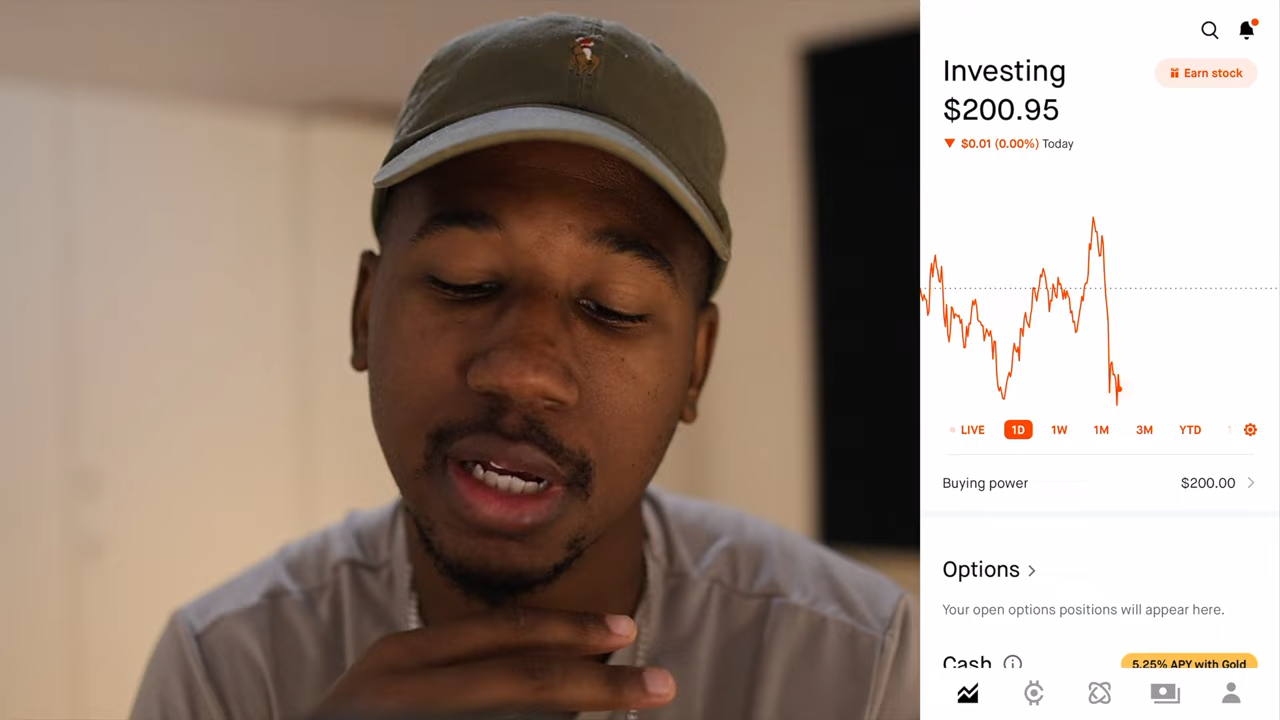 Investing
Earn stock
$200.95
$0.01 (0.00%) Today
LIVE 1D 1W 1M 3M YTD
Buying power $200.00
Options
Your open options positions will appear here.
Cash 5.25% APY with Gold